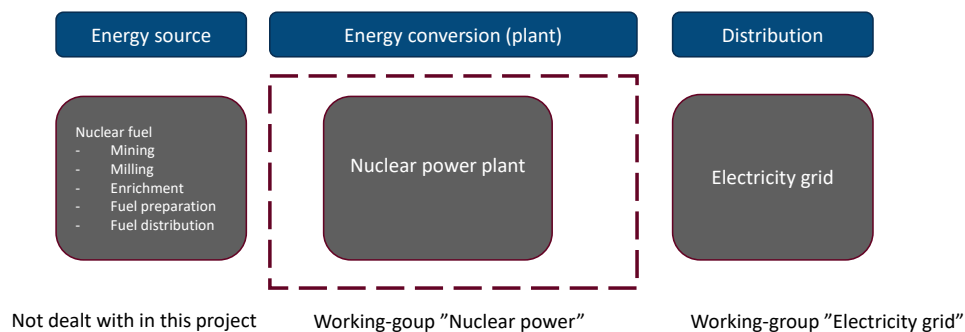 Energy source
Energy conversion (plant)
Distribution
Nuclear fuel
- Mining
- Milling
- Enrichment
- Fuel preparation
- Fuel distribution
Nuclear power plant
Electricity grid
Not dealt with in this project
Working-goup ”Nuclear power”
Working-group ”Electricity grid”